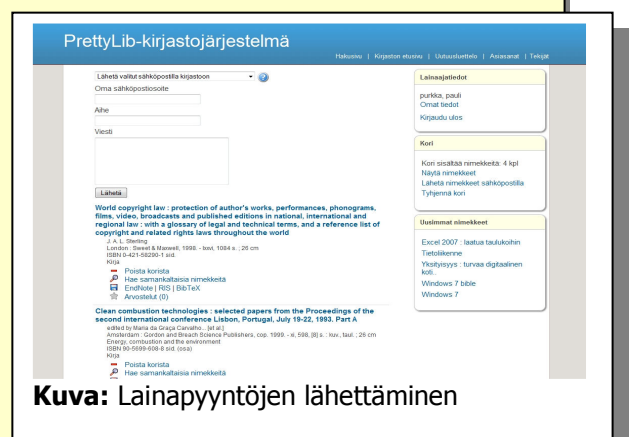 PrettyLib-kirjastojärjestelmä
Hakusivu | Kirjaston etusivu | Uutuusluettelo | Asiasanat | Tekijät
Lähetä valitut sähköpostilla kirjastoon
Oma sähköpostiosoite
Aihe
Viesti
Lähetä
World copyright law : protection of author's works, performances, phonograms,
films, video, broadcasts and published editions in national, international and
regional law : with a glossary of legal and technical terms, and a reference list of
copyright and related rights laws throughout the world
J. A. L. Sterling
London : Sweet & Maxwell, 1998. - lxxvi, 1084 s. ; 26 cm
ISBN 0-421-58290-1 sid.
Kirja
Poista korista
Hae samankaltaisia nimekkeitä
EndNote | RIS | BibTeX
Arvostelut (0)
Clean combustion technologies : selected papers from the Proceedings of the
second international conference Lisbon, Portugal, July 19-22, 1993. Part A
edited by Maria da Graça Carvalho... [et al.]
Amsterdam : Gordon and Breach Science Publishers, cop. 1999. - xi, 598, [8] s. : kuv., taul. ; 26 cm
Energy, combustion and the environment
ISBN 90-5699-608-8 sid. (osa)
Kirja
Poista korista
Hae samankaltaisia nimekkeitä
Lainaajatiedot
purkka, pauli
Omat tiedot
Kirjaudu ulos
Kori
Kori sisältää nimekkeitä: 4 kpl
Näytä nimekkeet
Lähetä nimekkeet sähköpostilla
Tyhjennä kori
Uusimmat nimekkeet
Excel 2007 : laatua taulukoihin
Tietoliikenne
Yksityisyys : turvaa digitaalinen
koti..
Windows 7 bible
Windows 7
Kuva: Lainapyyntöjen lähettäminen